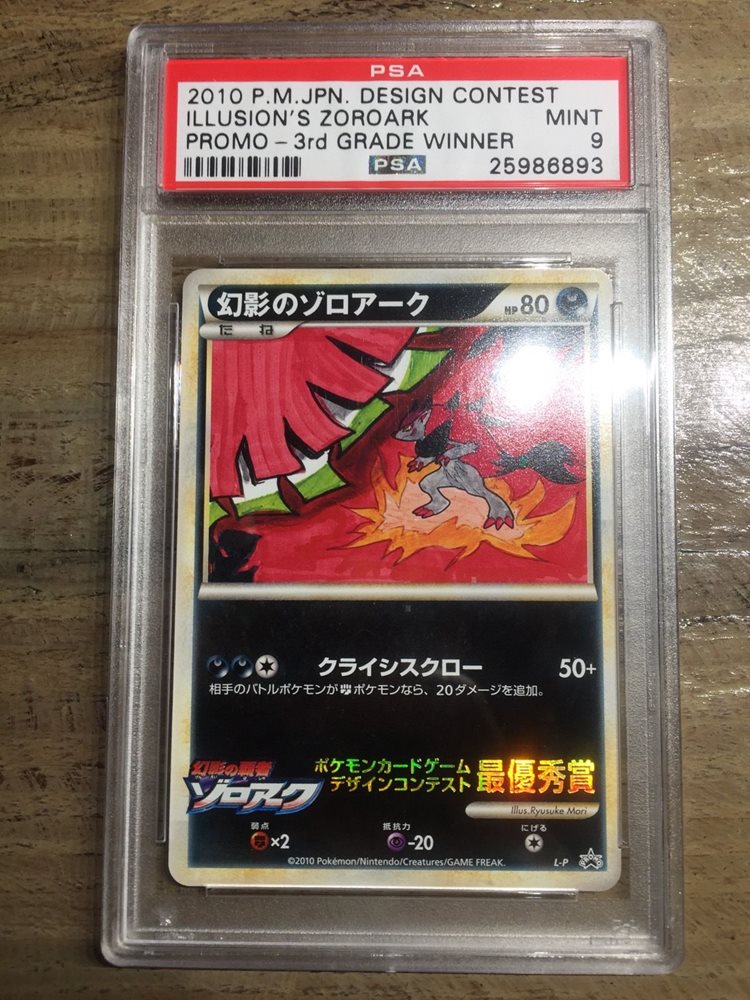 PSA
2010 P.M.JPN. DESIGN CONTEST
ILLUSION'S ZOROARK MINT
PROMO - 3rd GRADE WINNER 9
PSA 25986893
幻影のゾロアーク HP80
たね
クライシスクロー 50+
相手のバトルポケモンが闘ポケモンなら、20ダメージを追加。
幻影の覇者
ゾロアーク
ポケモンカードゲーム
デザインコンテスト 最優秀賞
Illus.Ryusuke Mori
弱点 抵抗力 にげる
×2 -20
©2010 Pokémon/Nintendo/Creatures/GAME FREAK. L-P